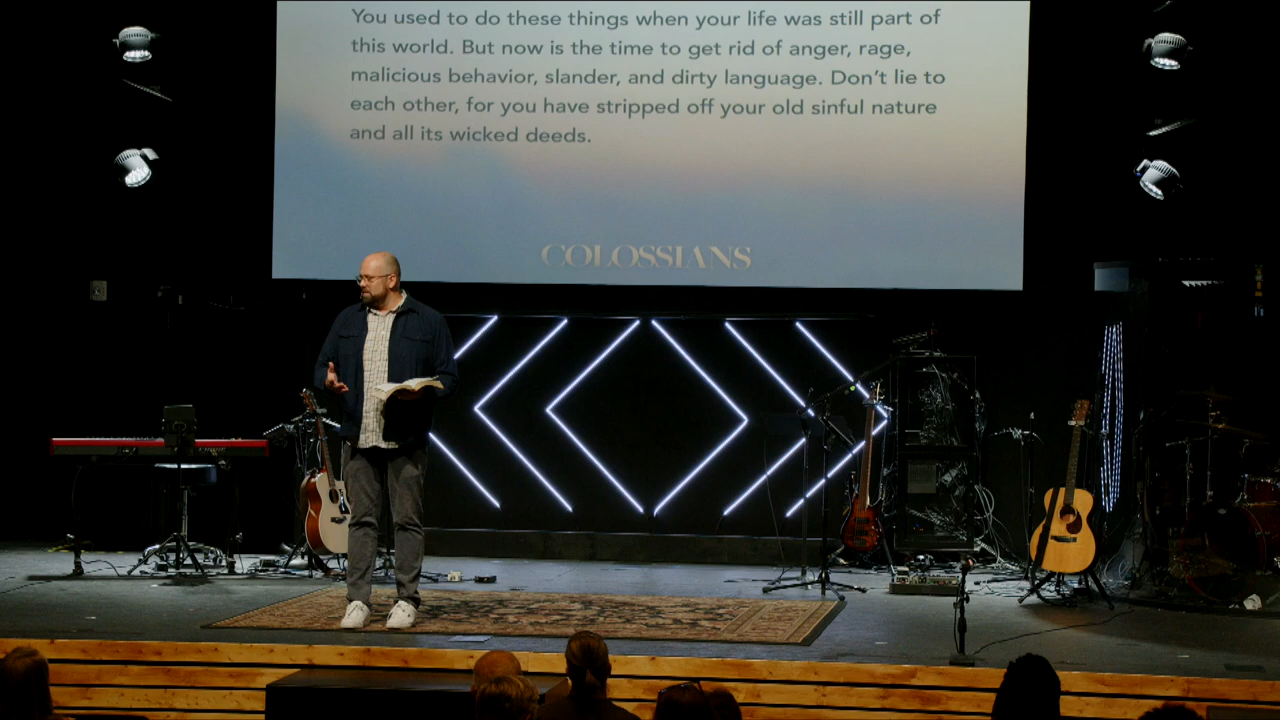 You used to do these things when your life was still part of
this world. But now is the time to get rid of anger, rage,
malicious behavior, slander, and dirty language. Don't lie to
each other, for you have stripped off your old sinful nature
and all its wicked deeds.
COLOSSIANS